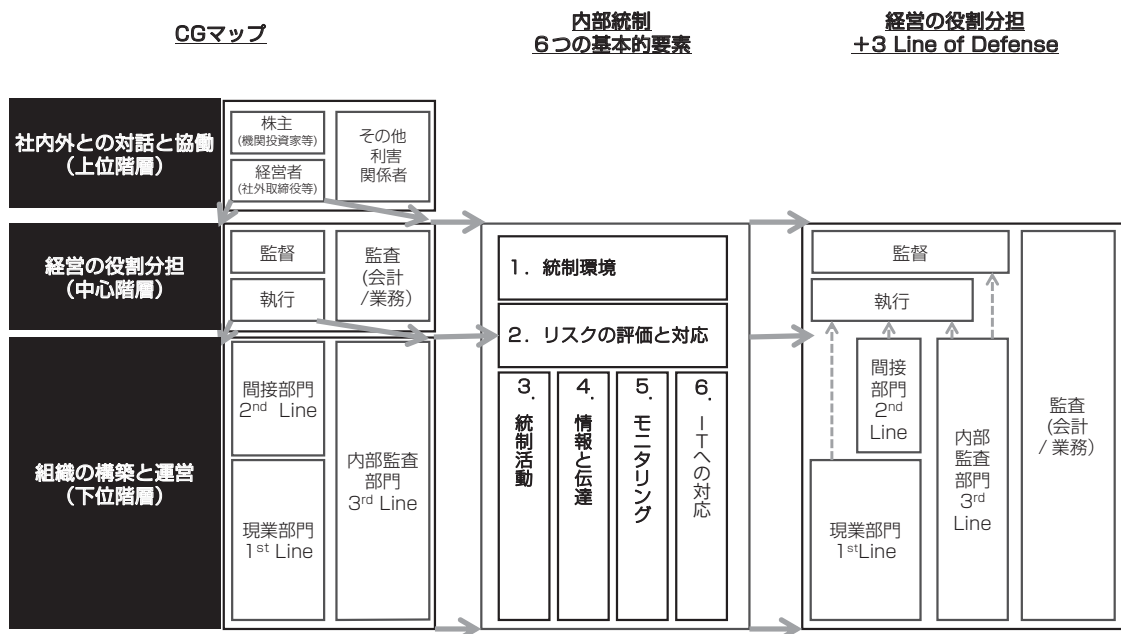 CGマップ
内部統制
6つの基本的要素
経営の役割分担
+3 Line of Defense
社内外との対話と協働
(上位階層)
株主
(機関投資家等)
経営者
(社外取締役等)
その他
利害
関係者
経営の役割分担
(中心階層)
監督
執行
監査
(会計
/業務)
組織の構築と運営
(下位階層)
間接部門
2nd Line
現業部門
1st Line
内部監査
部門
3rd Line
1. 統制環境
2. リスクの評価と対応
3. 統制活動
4. 情報と伝達
5. モニタリング
6. ITへの対応
監督
執行
間接
部門
2nd
Line
現業部門
1stLine
内部
監査
部門
3rd
Line
監査
(会計
/ 業務)